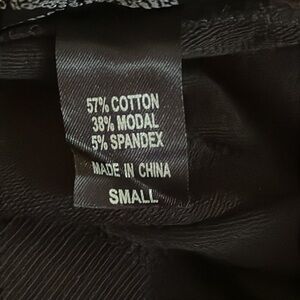 57% COTTON
38% MODAL
5% SPANDEX
MADE IN CHINA
SMALL